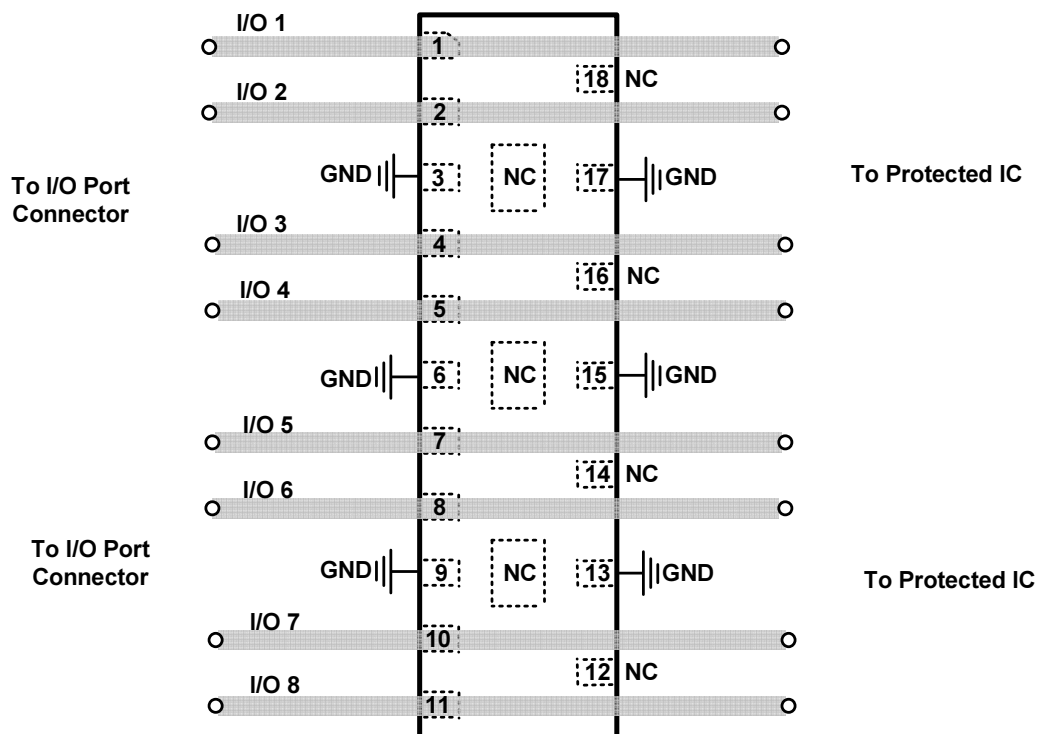 I/O 1
1
18 NC
I/O 2
2
GND 3 NC 17 GND
To I/O Port
Connector
To Protected IC
I/O 3
4
16 NC
I/O 4
5
GND 6 NC 15 GND
I/O 5
7
14 NC
I/O 6
8
To I/O Port
Connector
GND 9 NC 13 GND
To Protected IC
I/O 7
10
12 NC
I/O 8
11